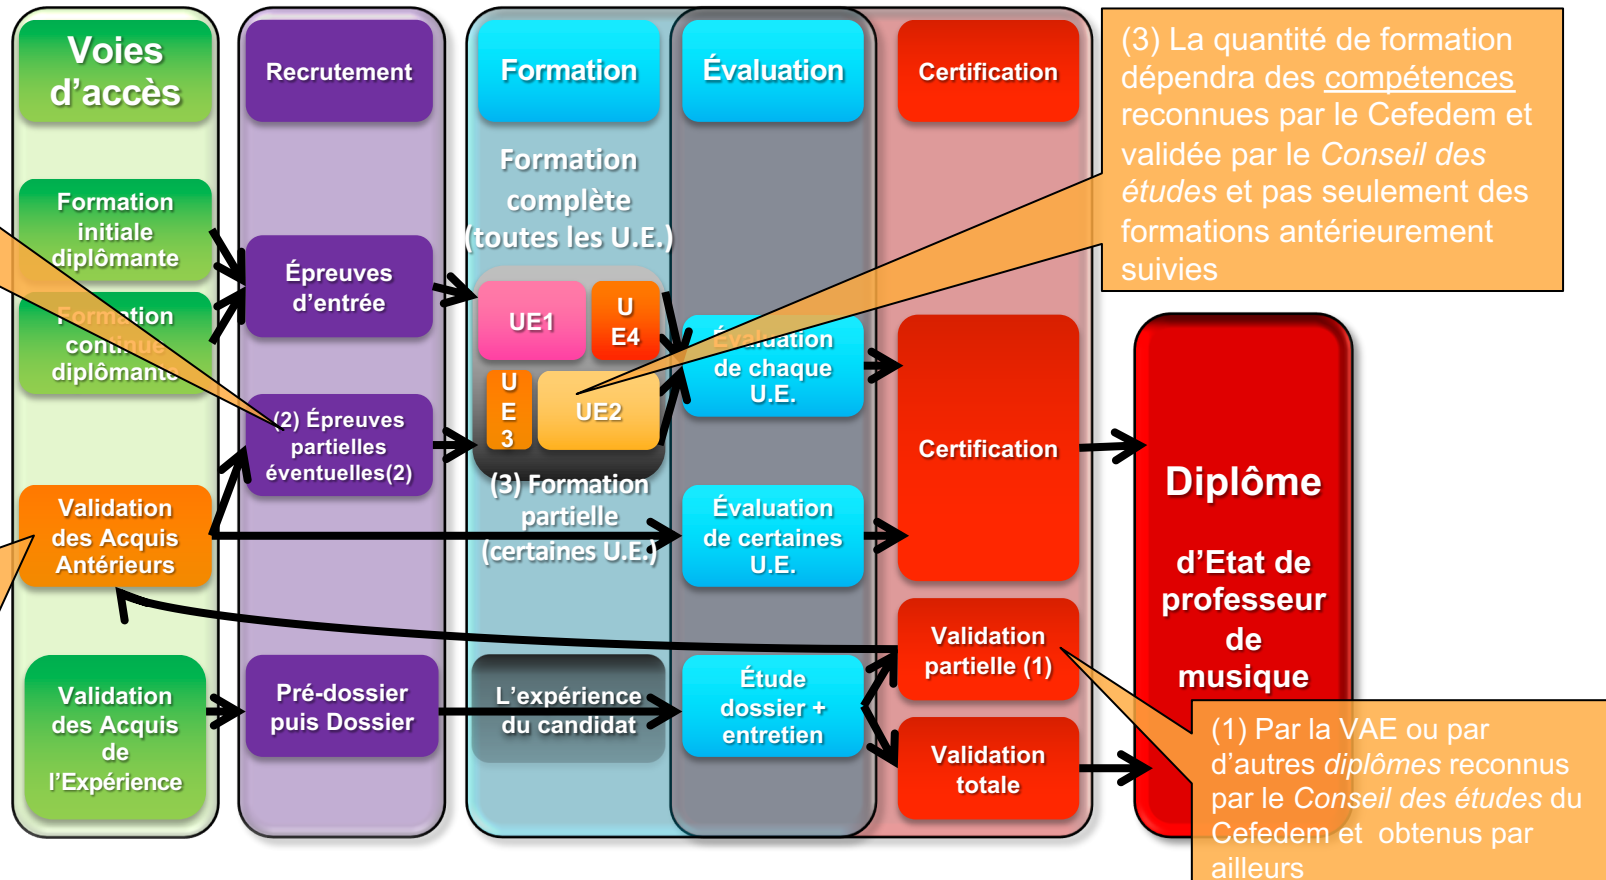 Voies
d'accès
Formation
initiale
diplômante
Formation
continue
diplômante
Validation
des Acquis
Antérieurs
Validation
des Acquis
de
l'Expérience
Recrutement
Épreuves
d'entrée
(2) Épreuves
partielles
éventuelles(2)
Pré-dossier
puis Dossier
Formation
Formation
complète
(toutes les U.E.)
UE1
U
E4
U
E
3
UE2
(3) Formation
partielle
(certaines U.E.)
L'expérience
du candidat
Évaluation
Évaluation
de chaque
U.E.
Évaluation
de certaines
U.E.
Étude
dossier +
entretien
Certification
Certification
Validation
partielle (1)
Validation
totale
Diplôme
d'Etat de
professeur
de
musique
(3) La quantité de formation
dépendra des compétences
reconnues par le Cefedem et
validée par le Conseil des
études et pas seulement des
formations antérieurement
suivies
(1) Par la VAE ou par
d'autres diplômes reconnus
par le Conseil des études du
Cefedem et obtenus par
ailleurs